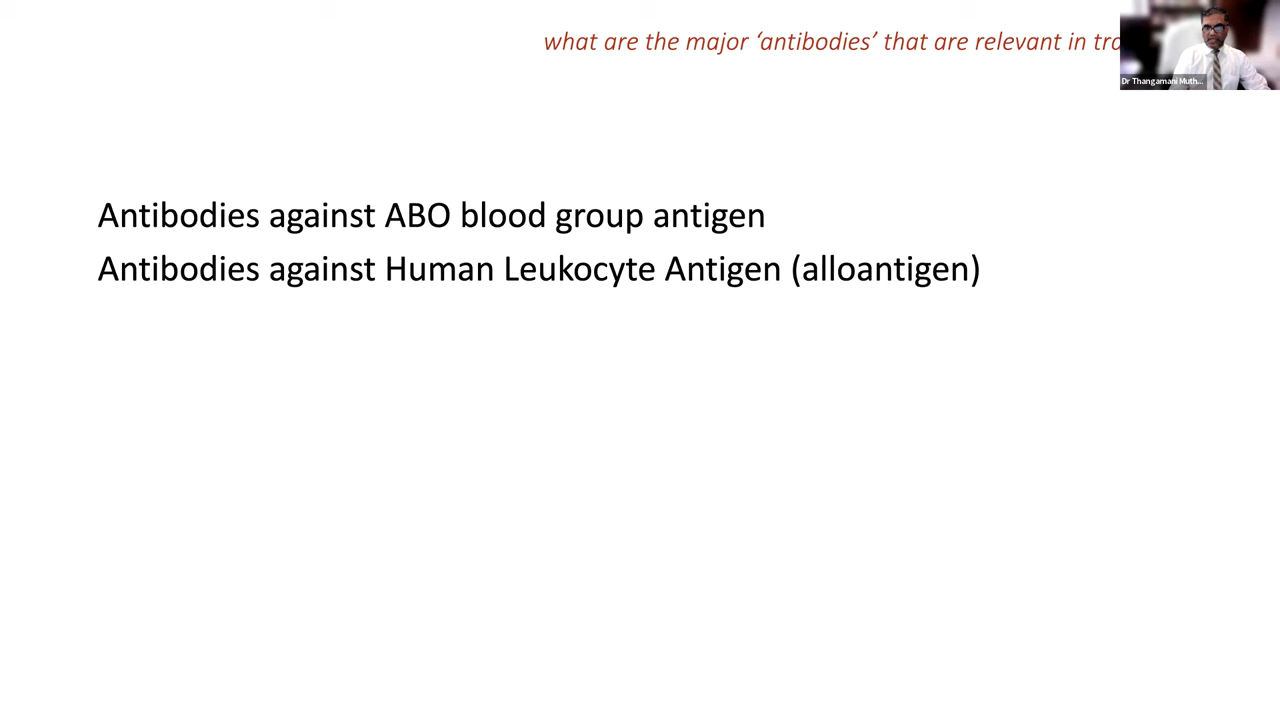 what are the major ‘antibodies’ that are relevant in
Dr Thangamani Muth...
Antibodies against ABO blood group antigen
Antibodies against Human Leukocyte Antigen (alloantigen)